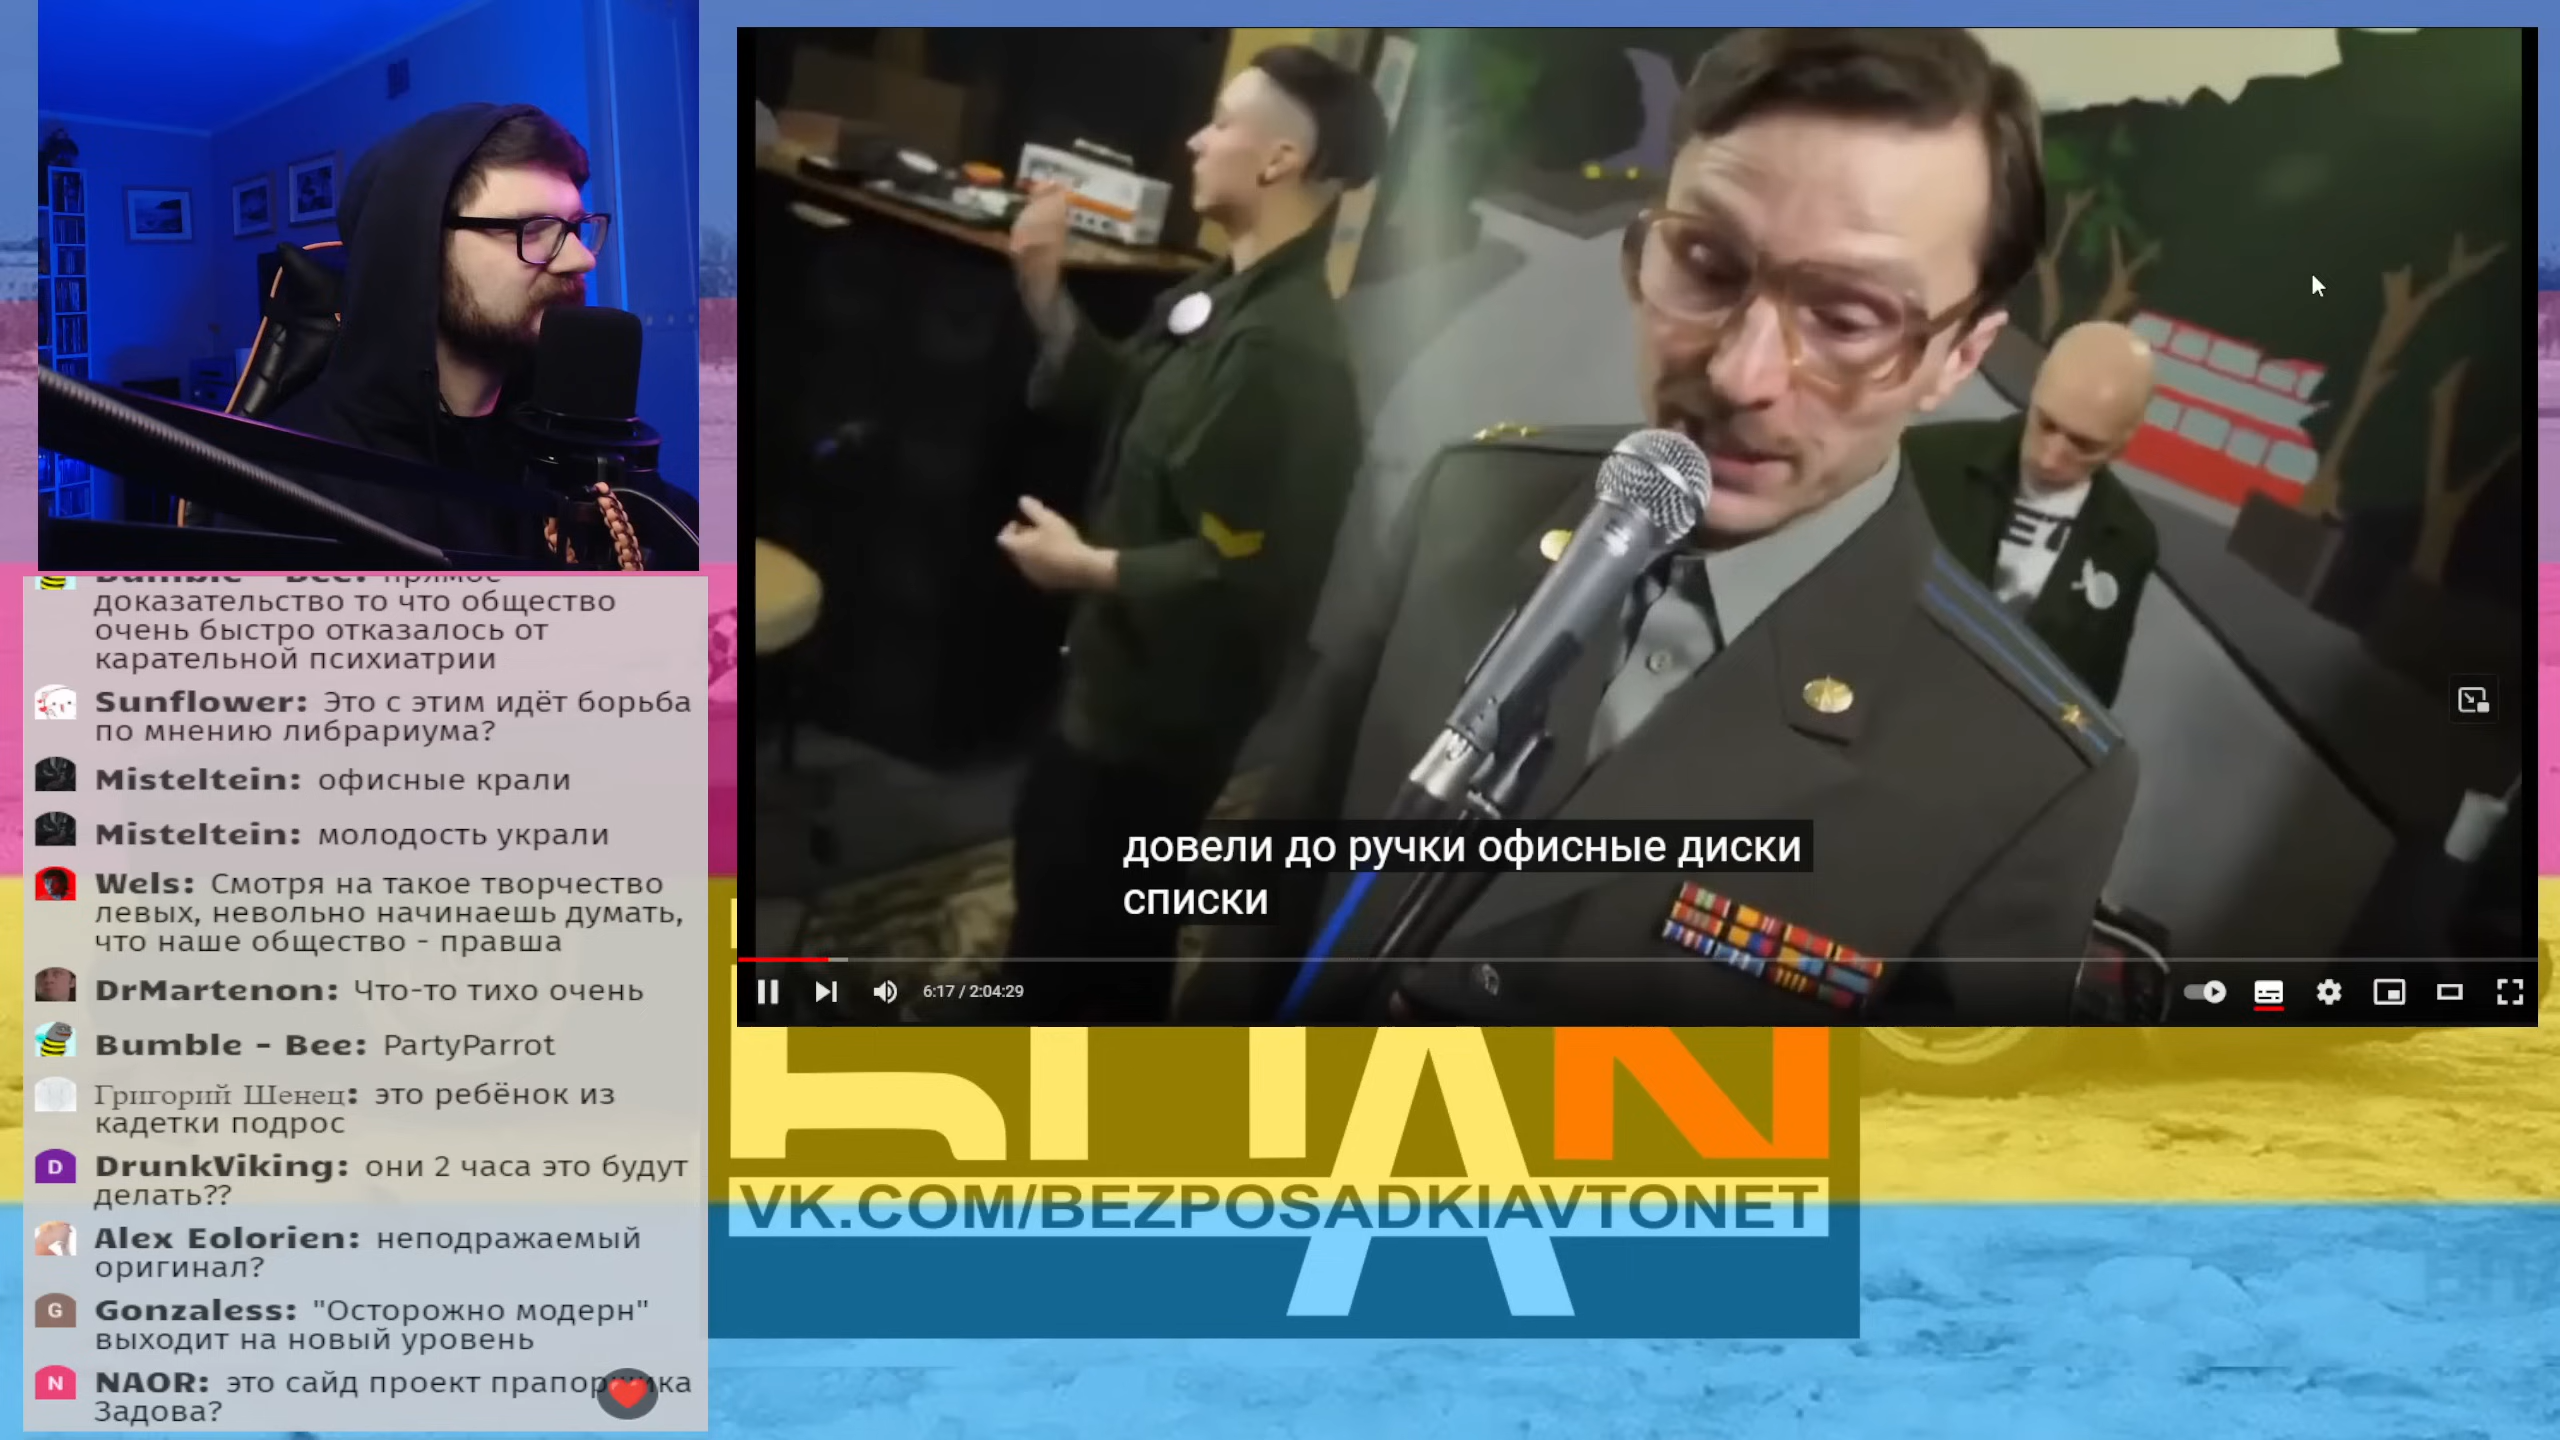 Bumble - Bee: прямое
доказательство то что общество
очень быстро отказалось от
карательной психиатрии
Sunflower: Это с этим идёт борьба
по мнению либрариума?
Misteltein: офисные крали
Misteltein: молодость украли
Wels: Смотря на такое творчество
левых, невольно начинаешь думать,
что наше общество - правша
DrMartenon: Что-то тихо очень
Bumble - Bee: PartyParrot
Григорий Шенец: это ребёнок из
кадетки подрос
D
DrunkViking: они 2 часа это будут
делать??
Alex Eolorien: неподражаемый
оригинал?
G
Gonzaless: "Осторожно модерн"
выходит на новый уровень
N
NAOR: это сайд проект прапорщика
Задова?
довели до ручки офисные диски
списки
6:17 / 2:04:29
VK.COM/BEZPOSADKIAVTONET